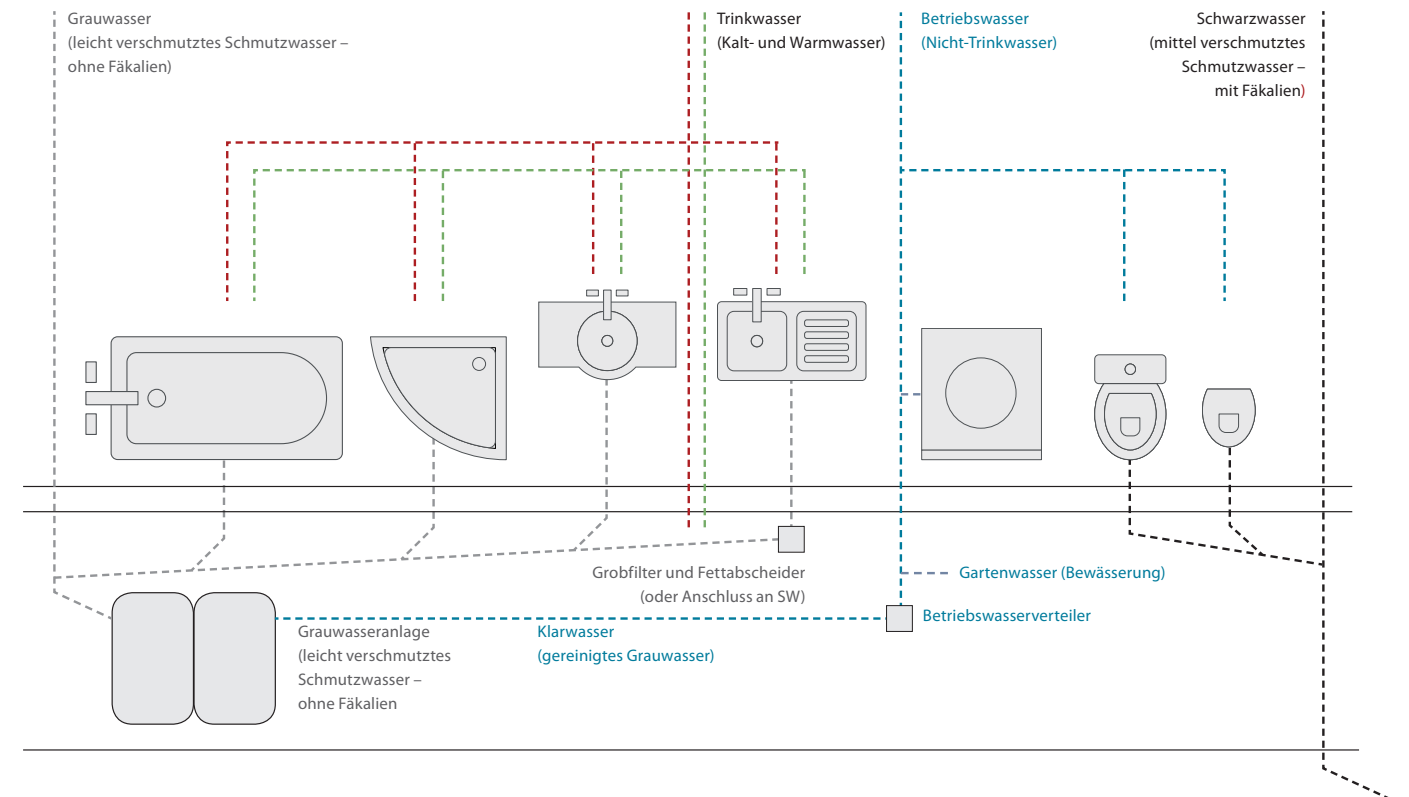 Grauwasser
(leicht verschmutztes Schmutzwasser –
ohne Fäkalien)
Trinkwasser
(Kalt- und Warmwasser)
Betriebswasser
(Nicht-Trinkwasser)
Schwarzwasser
(mittel verschmutztes
Schmutzwasser –
mit Fäkalien)
Grobfilter und Fettabscheider
(oder Anschluss an SW)
Gartenwasser (Bewässerung)
Betriebswasserverteiler
Grauwasseranlage
(leicht verschmutztes
Schmutzwasser –
ohne Fäkalien
Klarwasser
(gereinigtes Grauwasser)